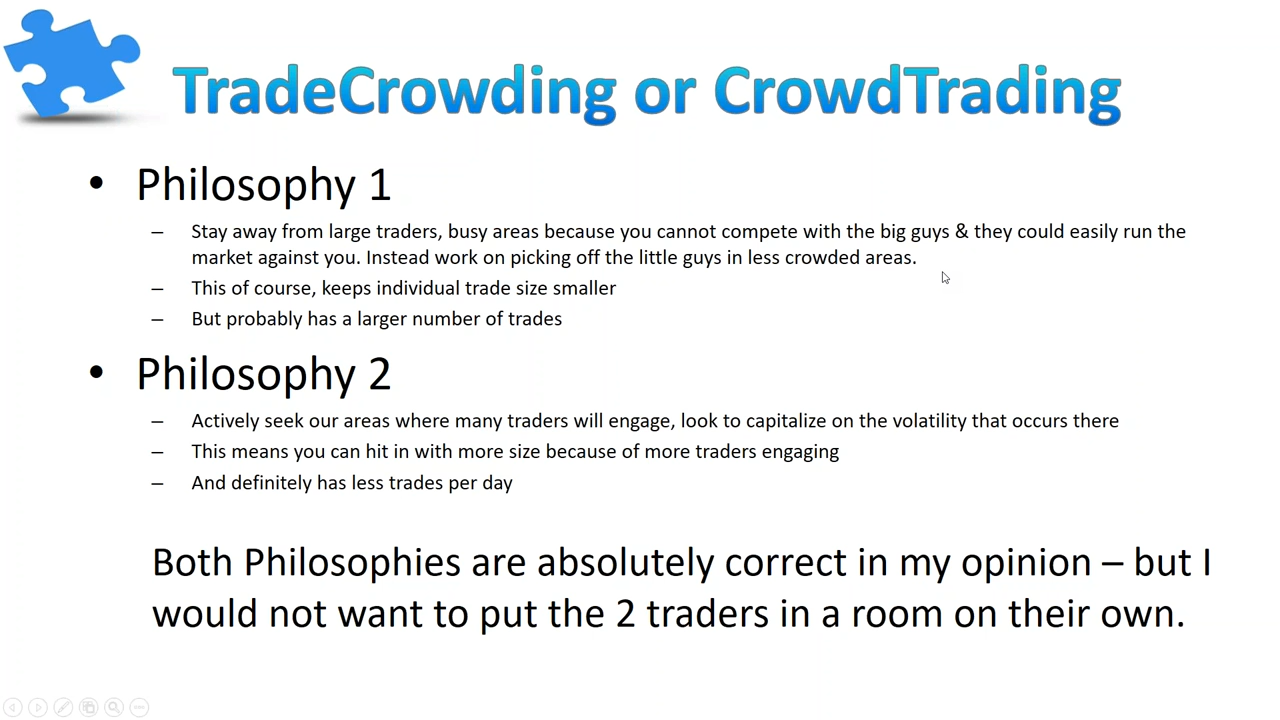 TradeCrowding or CrowdTrading
• Philosophy 1
– Stay away from large traders, busy areas because you cannot compete with the big guys & they could easily run the
market against you. Instead work on picking off the little guys in less crowded areas.
– This of course, keeps individual trade size smaller
– But probably has a larger number of trades
• Philosophy 2
– Actively seek our areas where many traders will engage, look to capitalize on the volatility that occurs there
– This means you can hit in with more size because of more traders engaging
– And definitely has less trades per day
Both Philosophies are absolutely correct in my opinion – but I
would not want to put the 2 traders in a room on their own.